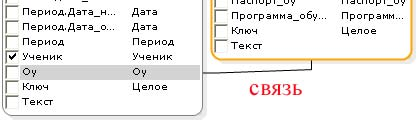 Период.Дата_н... Дата
Период.Дата_о... Дата
Период Период
Ученик Ученик
Оу Оу
Ключ Целое
Текст
Паспорт_оу Паспорт_оу
Программа_обу... Программ...
Ключ Целое
Текст
связь